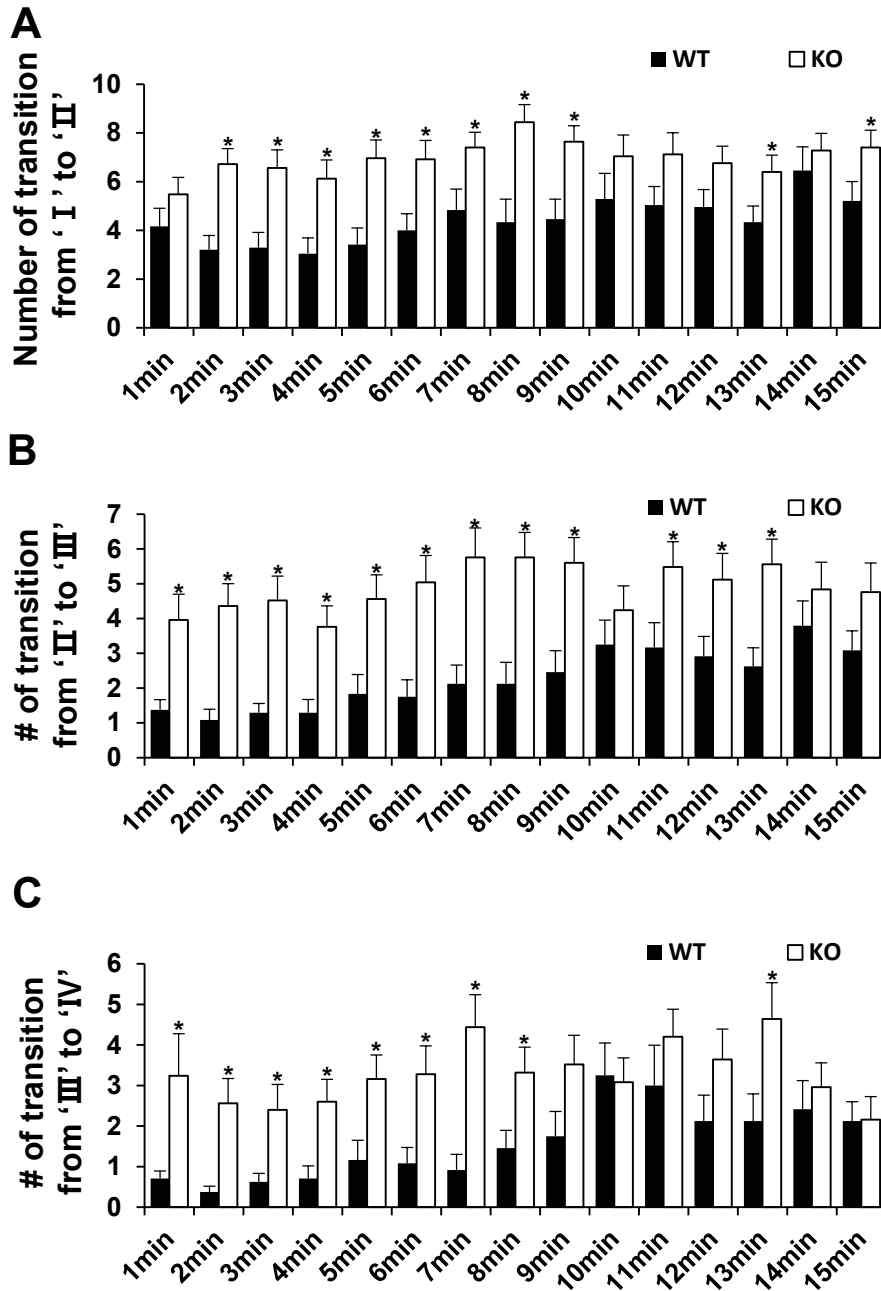 A
WT KO
Number of transition
from ‘Ⅰ’ to ‘Ⅱ’
10
8
6
4
2
0
* * * * * * * * * *
1min 2min 3min 4min 5min 6min 7min 8min 9min 10min 11min 12min 13min 14min 15min
B
WT KO
# of transition
from ‘Ⅱ’ to ‘Ⅲ’
7
6
5
4
3
2
1
0
* * * * * * * * * * * *
1min 2min 3min 4min 5min 6min 7min 8min 9min 10min 11min 12min 13min 14min 15min
C
WT KO
# of transition
from ‘Ⅲ’ to ‘Ⅳ’
6
5
4
3
2
1
0
* * * * * * * * *
1min 2min 3min 4min 5min 6min 7min 8min 9min 10min 11min 12min 13min 14min 15min